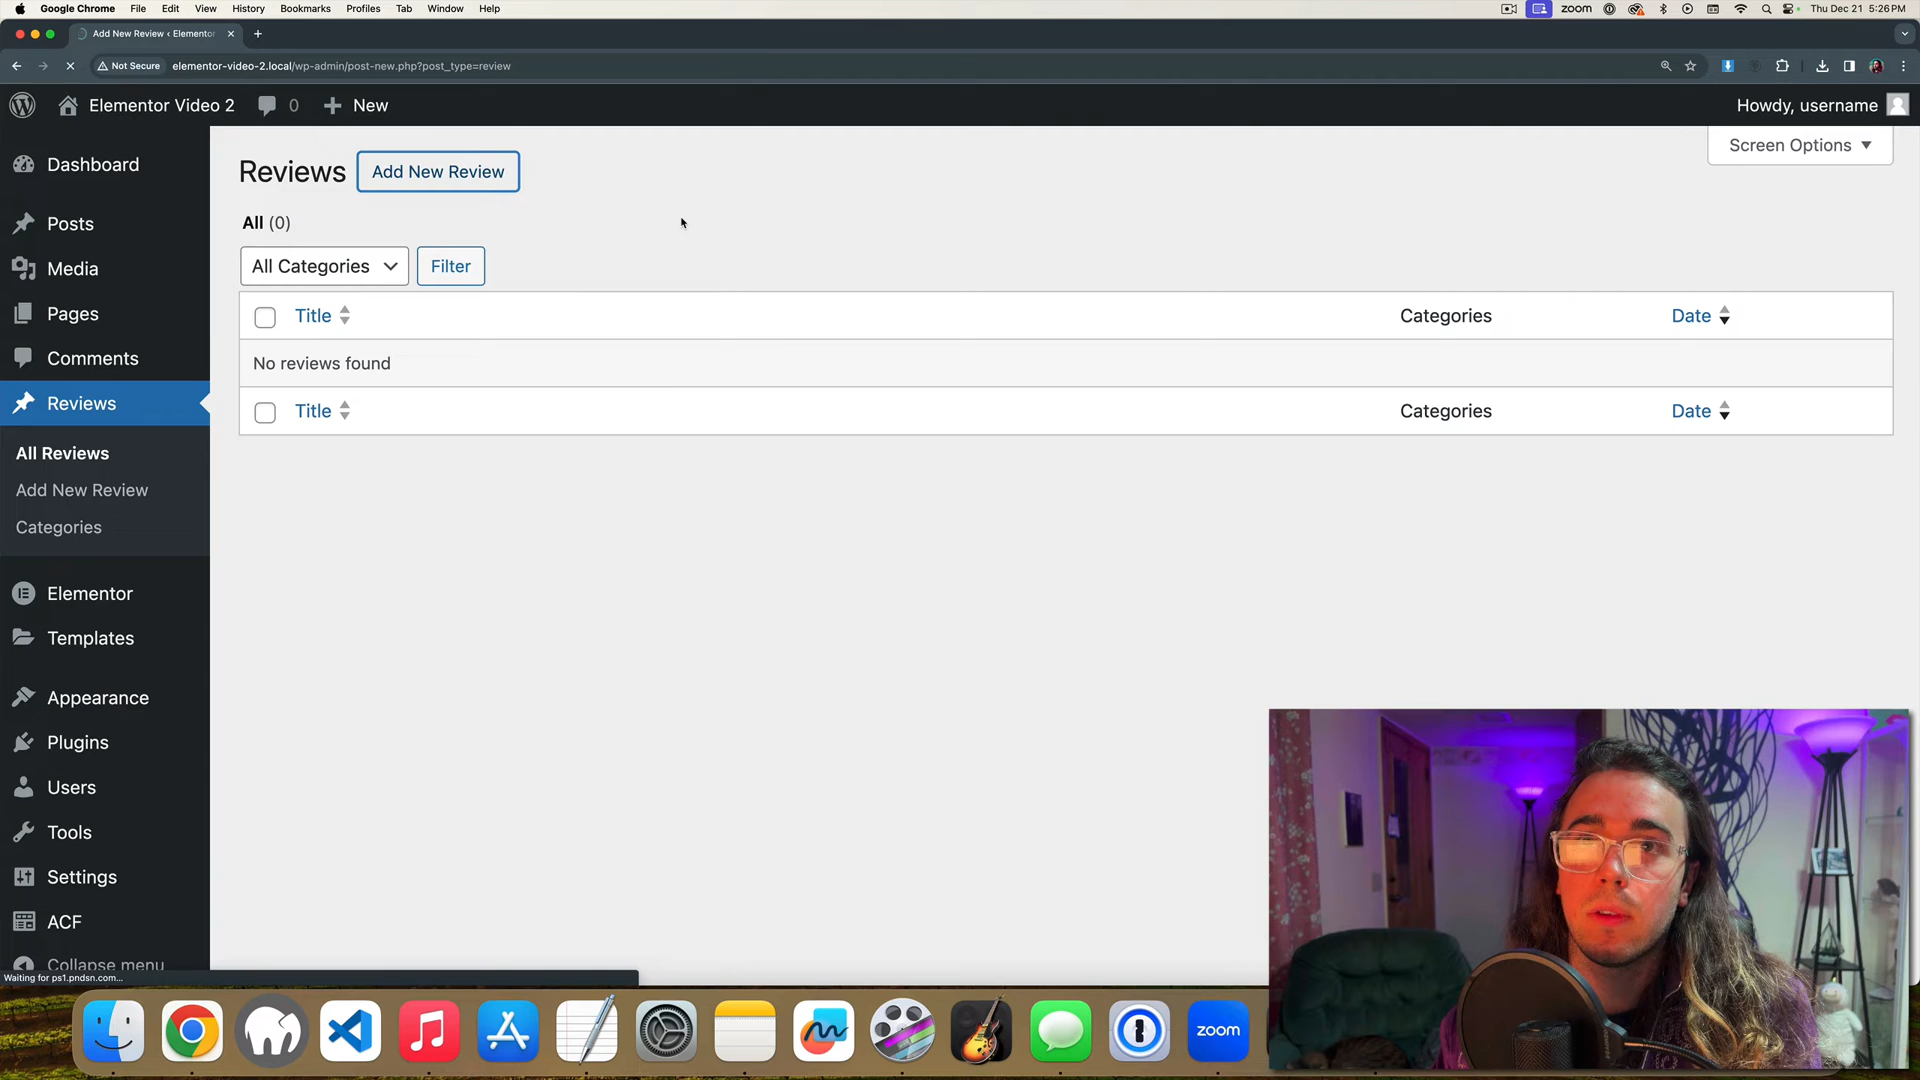 Google Chrome File Edit View History Bookmarks Profiles Tab Window Help zoom Thu Dec 21 5:26 PM
Add New Review ‹ Elementor
Not Secure elementor-video-2.local/wp-admin/post-new.php?post_type=review
Elementor Video 2 0 New Howdy, username
Screen Options
Dashboard
Posts
Media
Pages
Comments
Reviews
All Reviews
Add New Review
Categories
Elementor
Templates
Appearance
Plugins
Users
Tools
Settings
ACF
Collapse menu
Waiting for ps1.pndsn.com...
Reviews Add New Review
All (0)
All Categories Filter
Title Categories Date
No reviews found
Title Categories Date
zoom